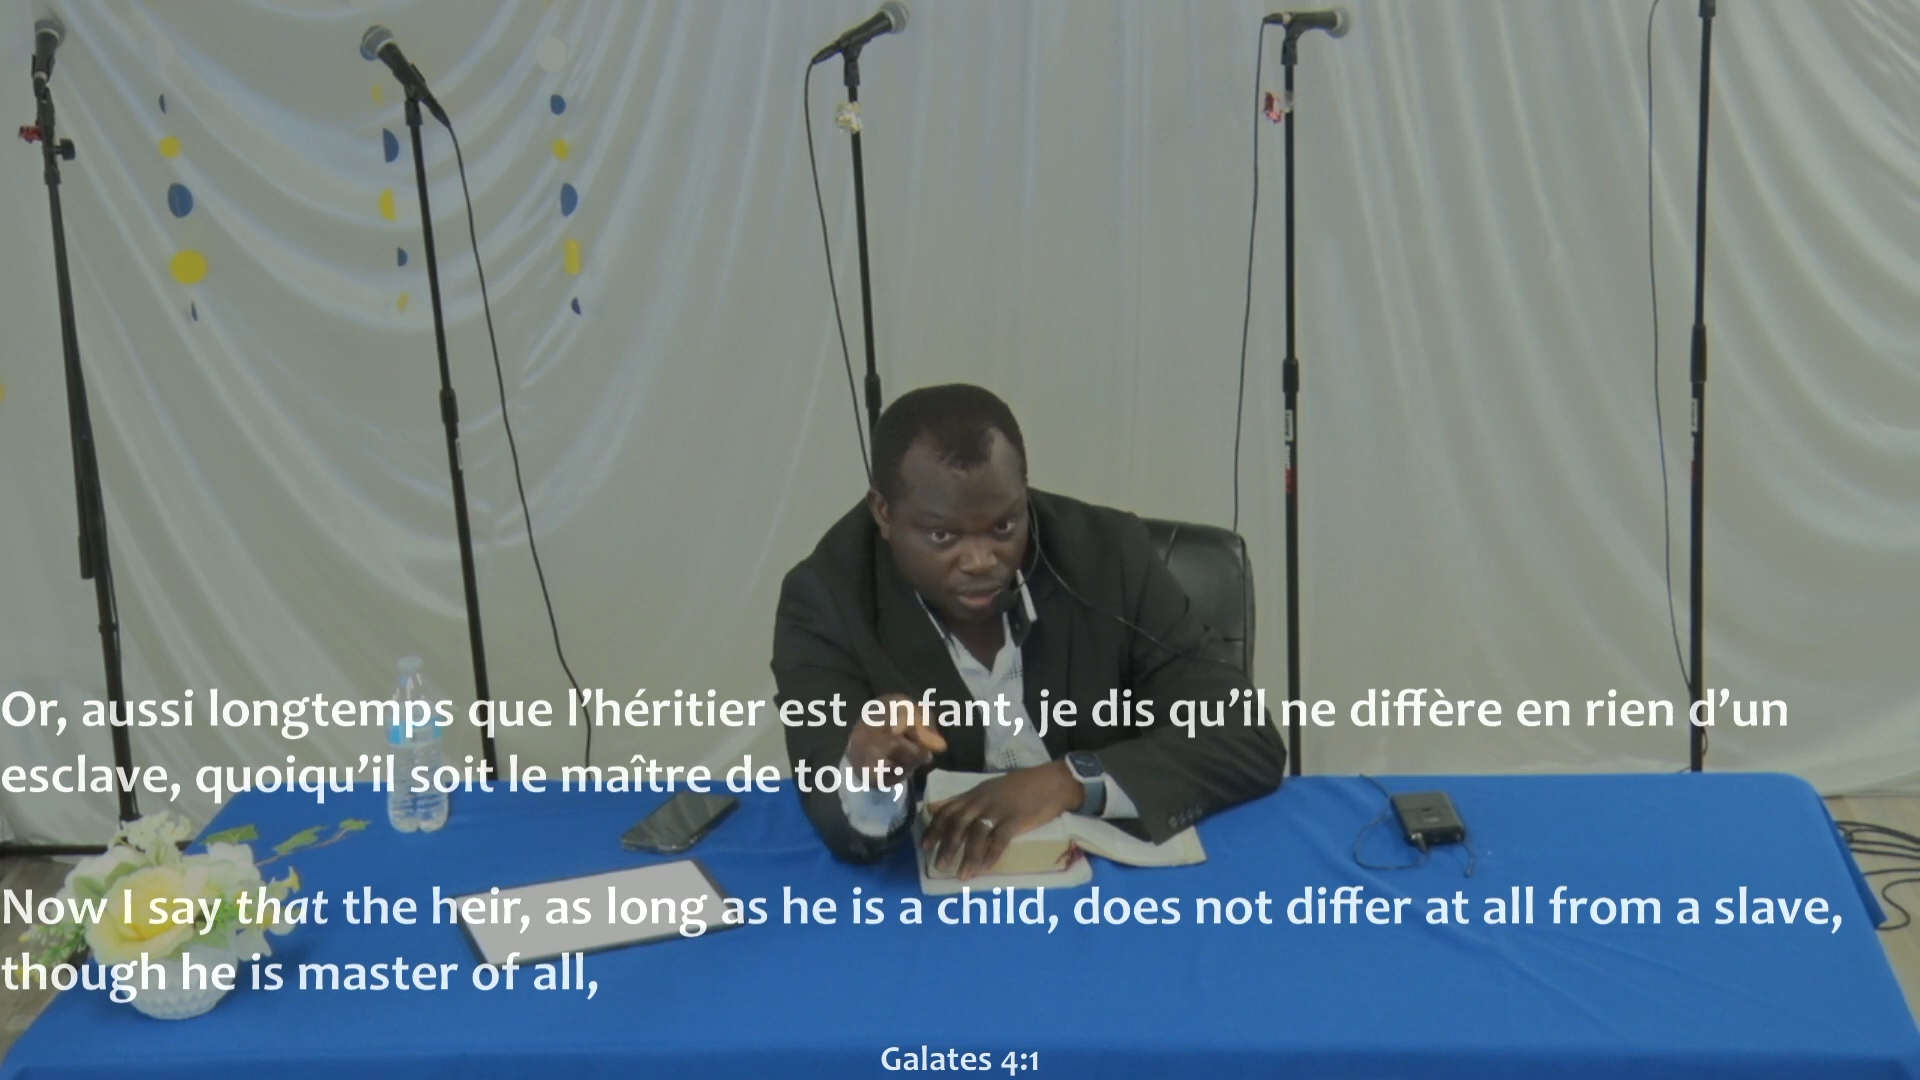 Or, aussi longtemps que l’héritier est enfant, je dis qu’il ne diffère en rien d’un
esclave, quoiqu’il soit le maître de tout;
Now I say that the heir, as long as he is a child, does not differ at all from a slave,
though he is master of all,
Galates 4:1